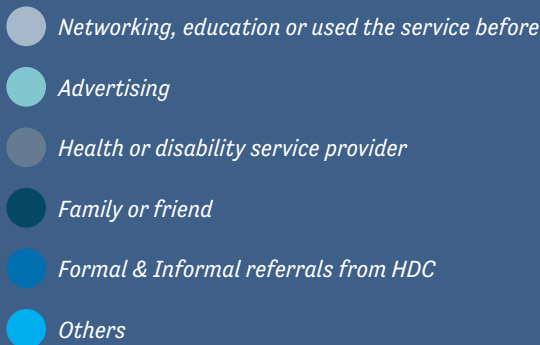 Networking, education or used the service before
Advertising
Health or disability service provider
Family or friend
Formal & Informal referrals from HDC
Others